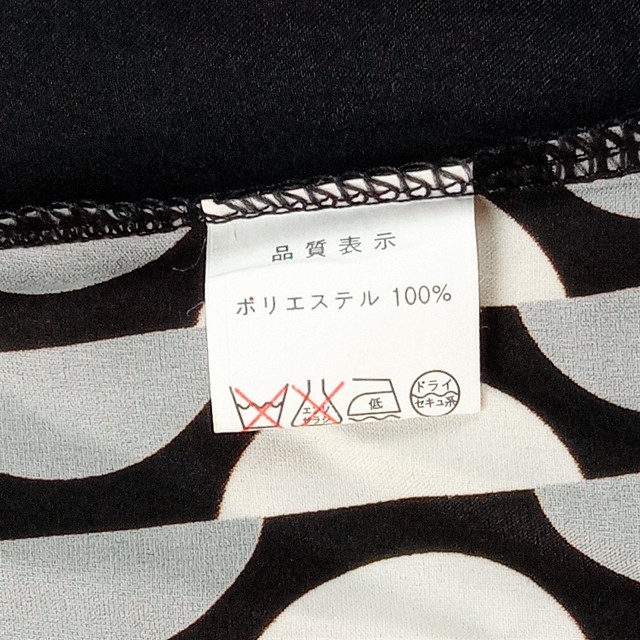 品質表示
ポリエステル 100%
エンソ
サラシ
低
ドライ
セキュ系